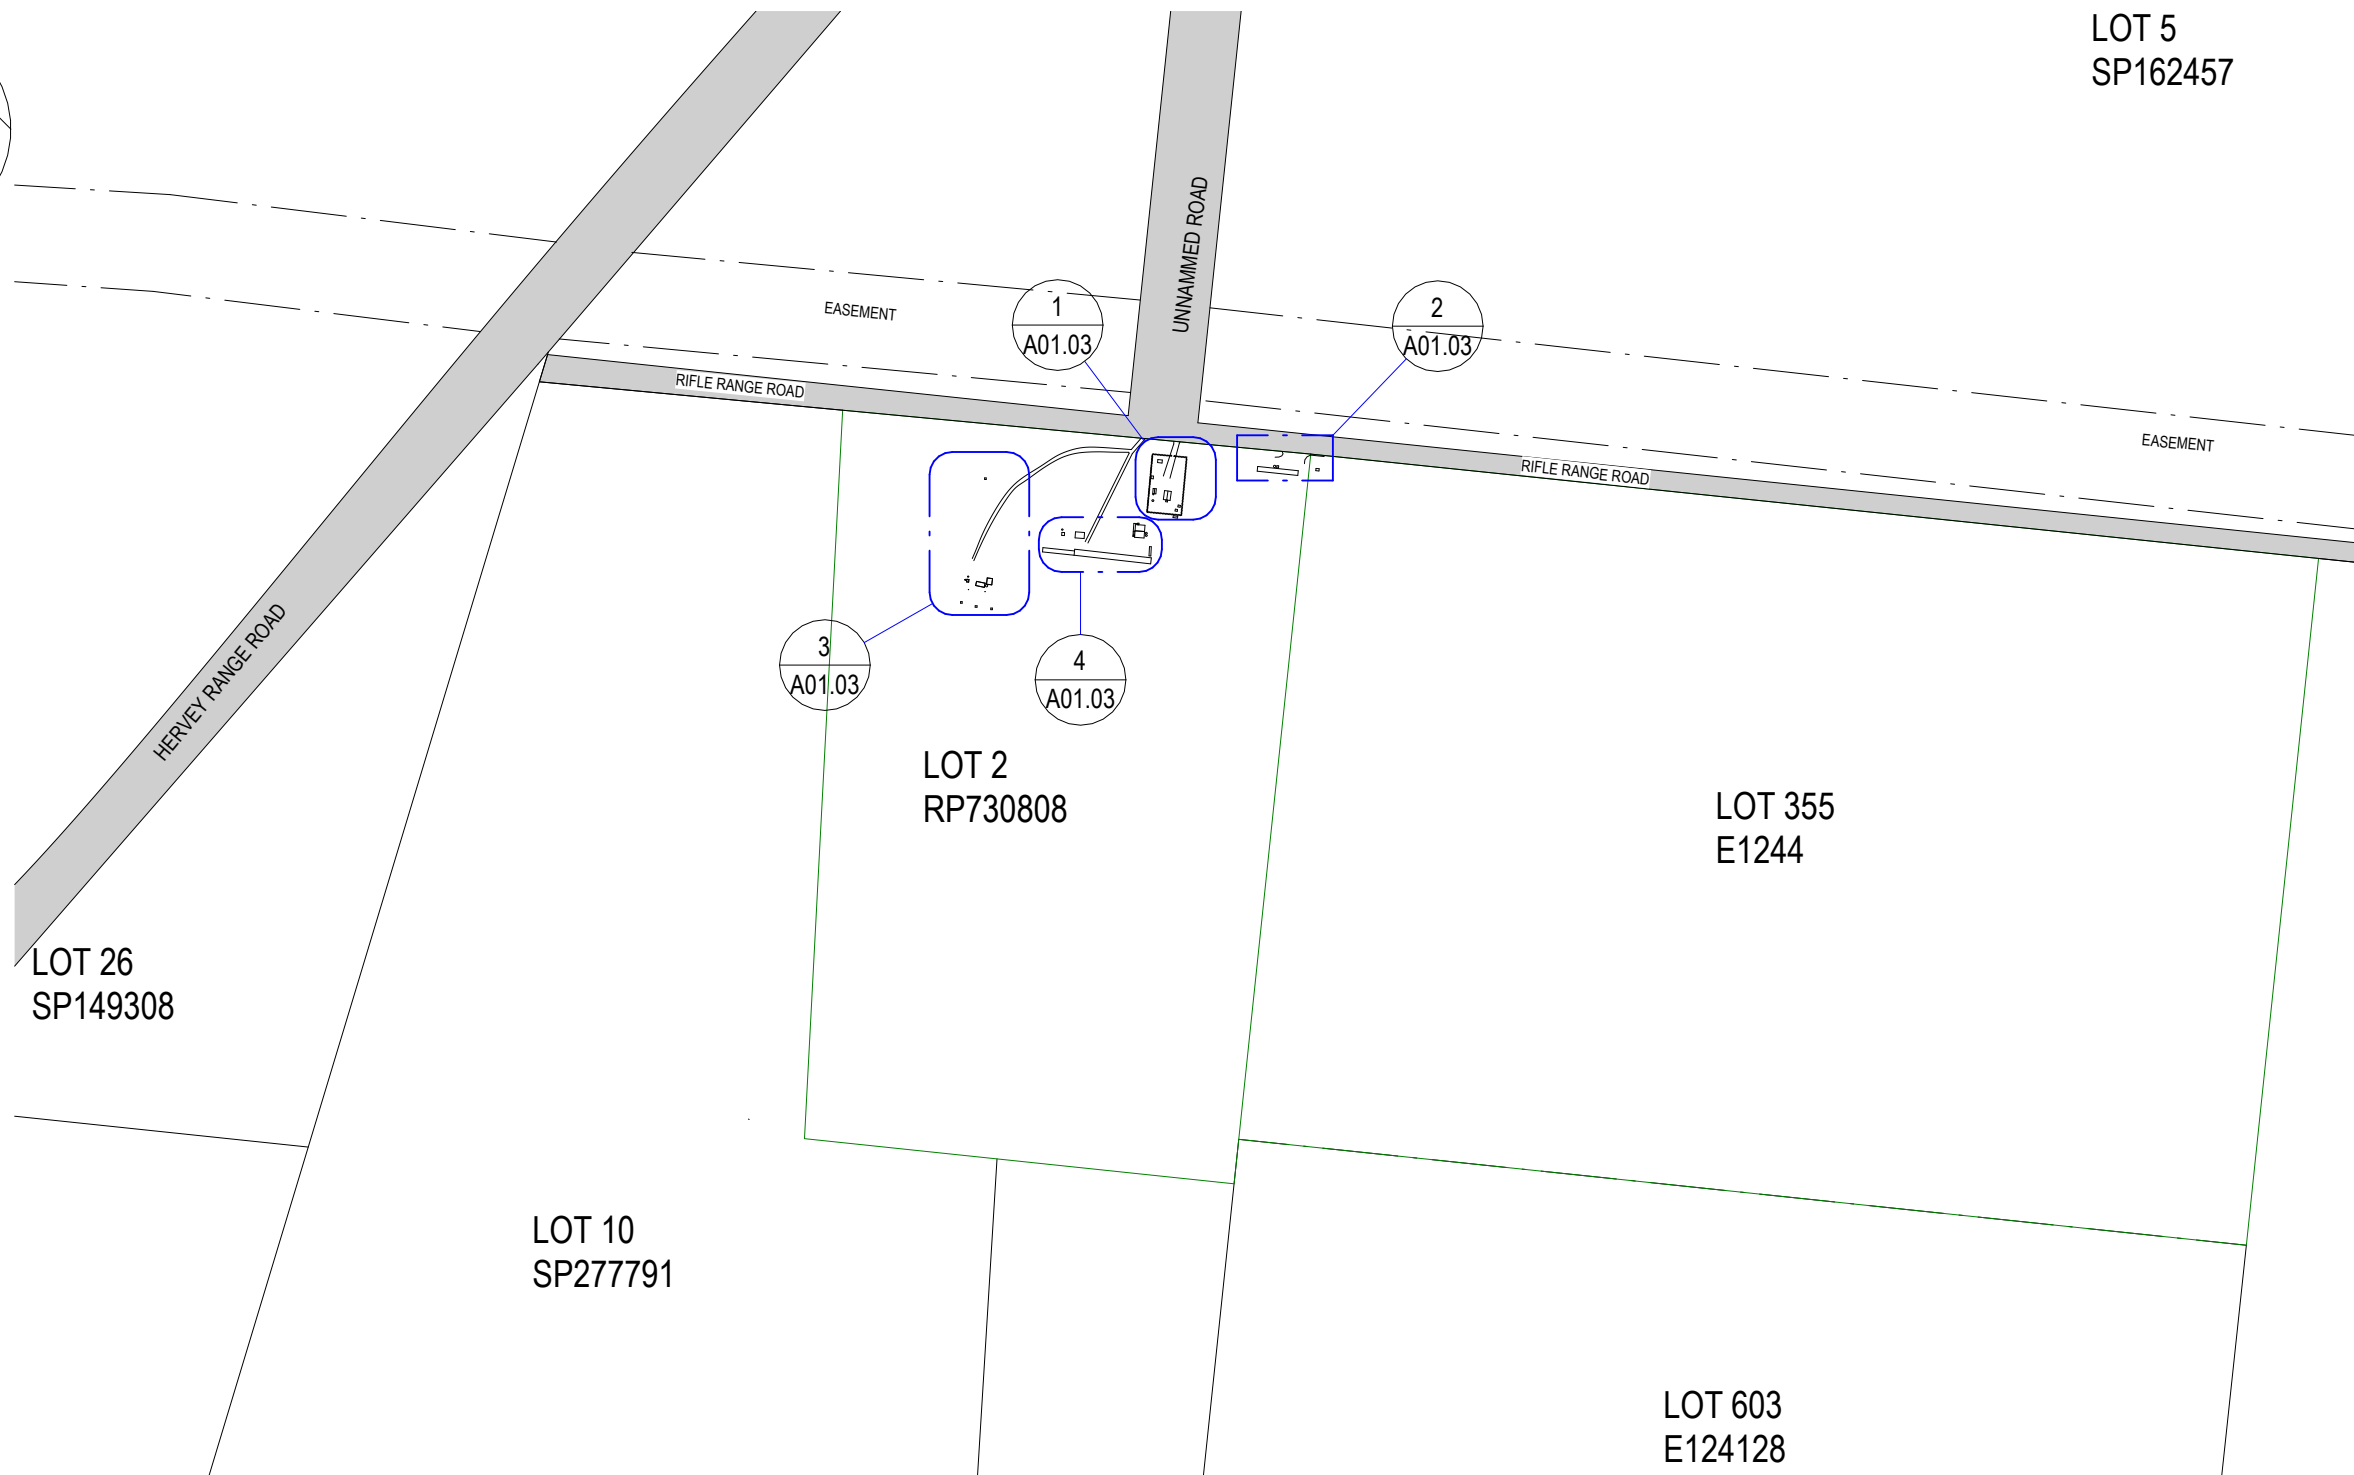 LOT 5
SP162457
UNNAMMED ROAD
EASEMENT
1
A01.03
2
A01.03
RIFLE RANGE ROAD
EASEMENT
RIFLE RANGE ROAD
HERVEY RANGE ROAD
3
A01.03
4
A01.03
LOT 2
RP730808
LOT 355
E1244
LOT 26
SP149308
LOT 10
SP277791
LOT 603
E124128